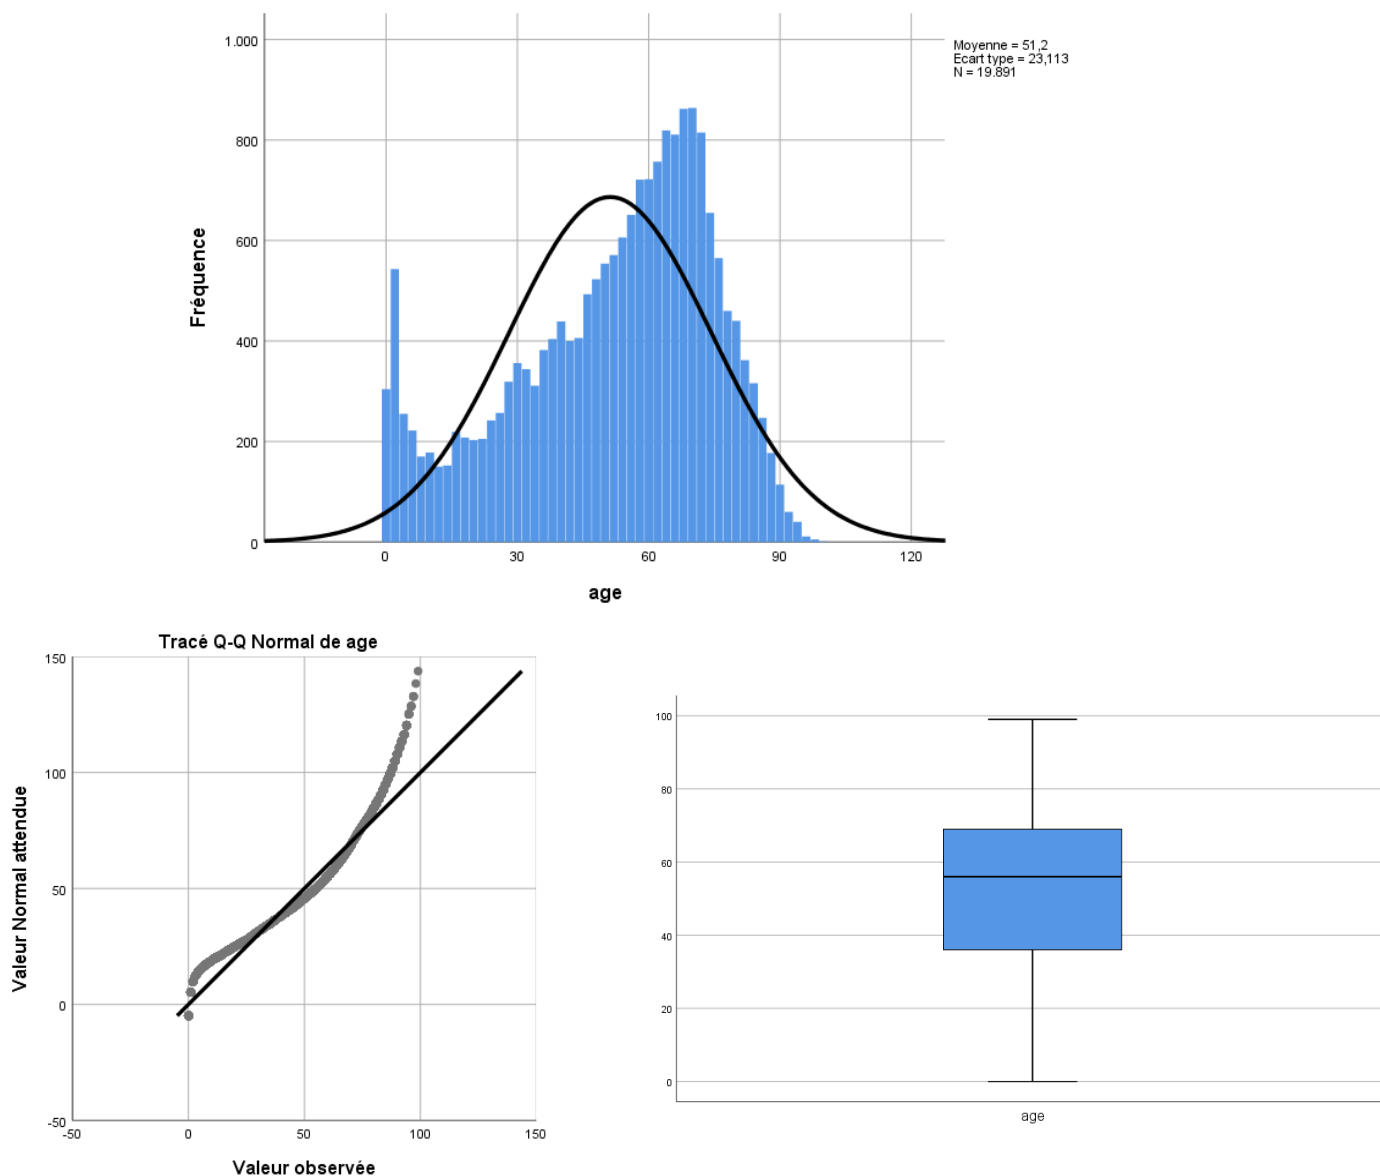 Moyenne = 51,2
Ecart type = 23,113
N = 19.891
1.000
800
600
400
200
0
Fréquence
0 30 60 90 120
age
Tracé Q-Q Normal de age
150
100
50
0
-50
Valeur Normal attendue
-50 0 50 100 150
Valeur observée
100
80
60
40
20
0
age